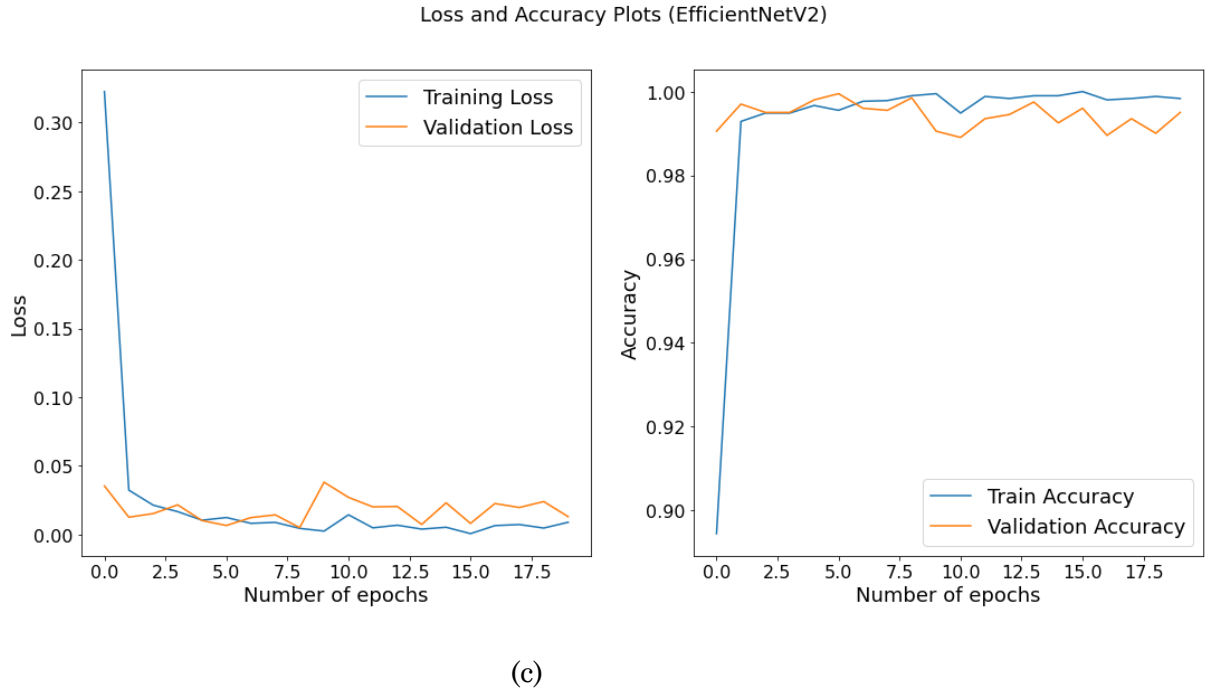 Loss and Accuracy Plots (EfficientNetV2)
Training Loss
Validation Loss
0.30
0.25
0.20
0.15
0.10
0.05
0.00
Loss
0.0 2.5 5.0 7.5 10.0 12.5 15.0 17.5
Number of epochs
1.00
0.98
0.96
0.94
0.92
0.90
Accuracy
Train Accuracy
Validation Accuracy
0.0 2.5 5.0 7.5 10.0 12.5 15.0 17.5
Number of epochs
(c)